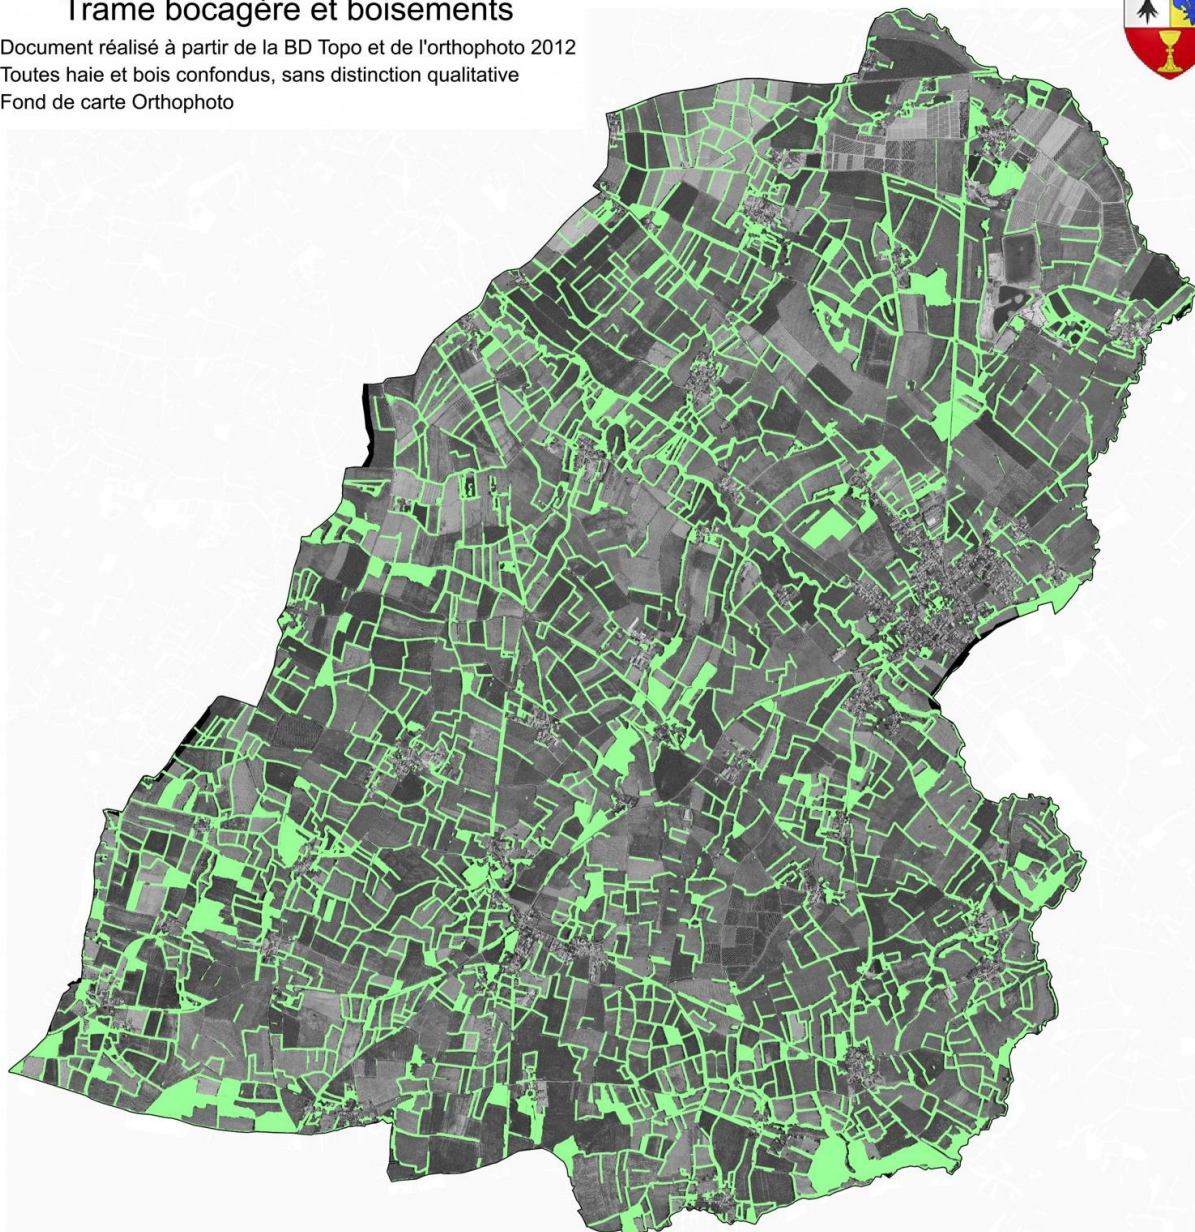 Trame bocagère et boisements
Document réalisé à partir de la BD Topo et de l'orthophoto 2012
Toutes haie et bois confondus, sans distinction qualitative
Fond de carte Orthophoto